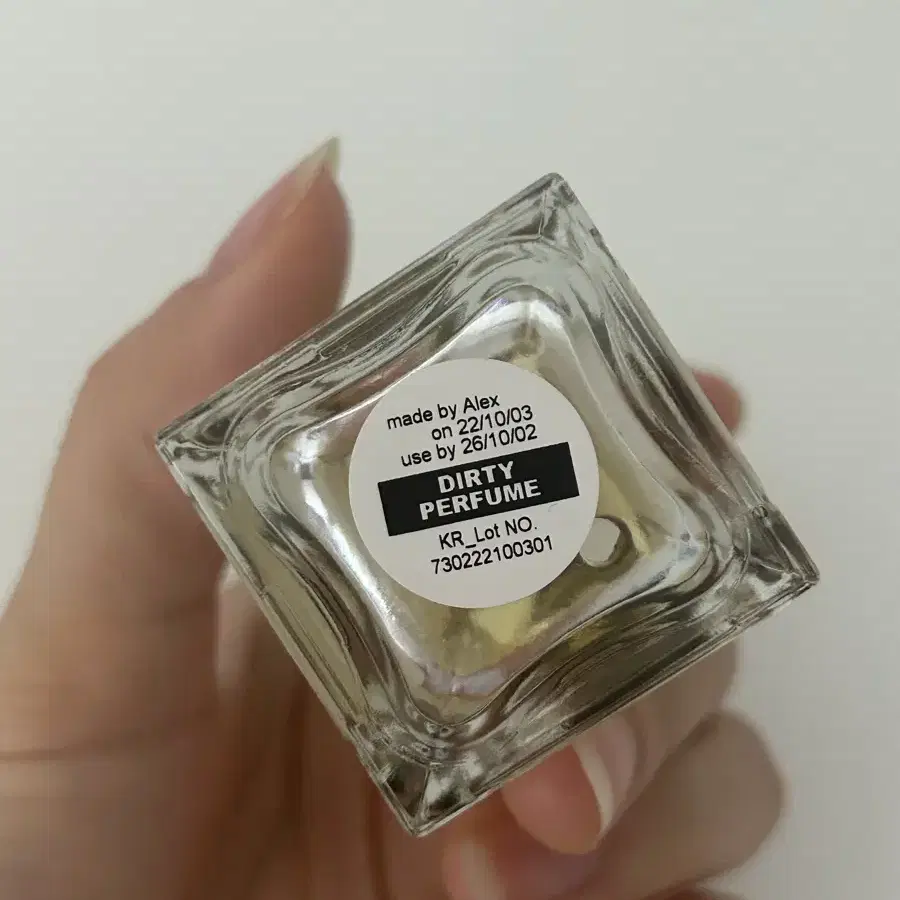 made by Alex
on 22/10/03
use by 26/10/02
DIRTY
PERFUME
KR_Lot NO.
730222100301